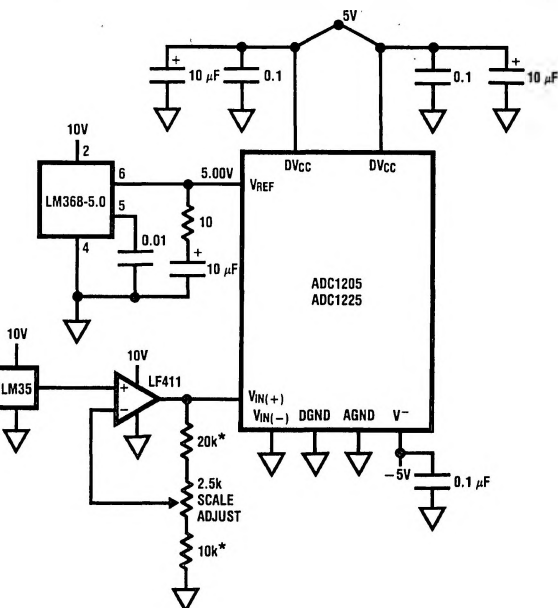 5V
+
10 µF
0.1
0.1
+
10 µF
10V
2
6
5.00V
LM368-5.0
5
4
10
0.01
+
10 µF
DVCC
DVCC
VREF
ADC1205
ADC1225
10V
LM35
10V
LF411
+
−
VIN(+)
VIN(−)
DGND
AGND
V−
20k*
2.5k
SCALE
ADJUST
10k*
−5V
0.1 µF